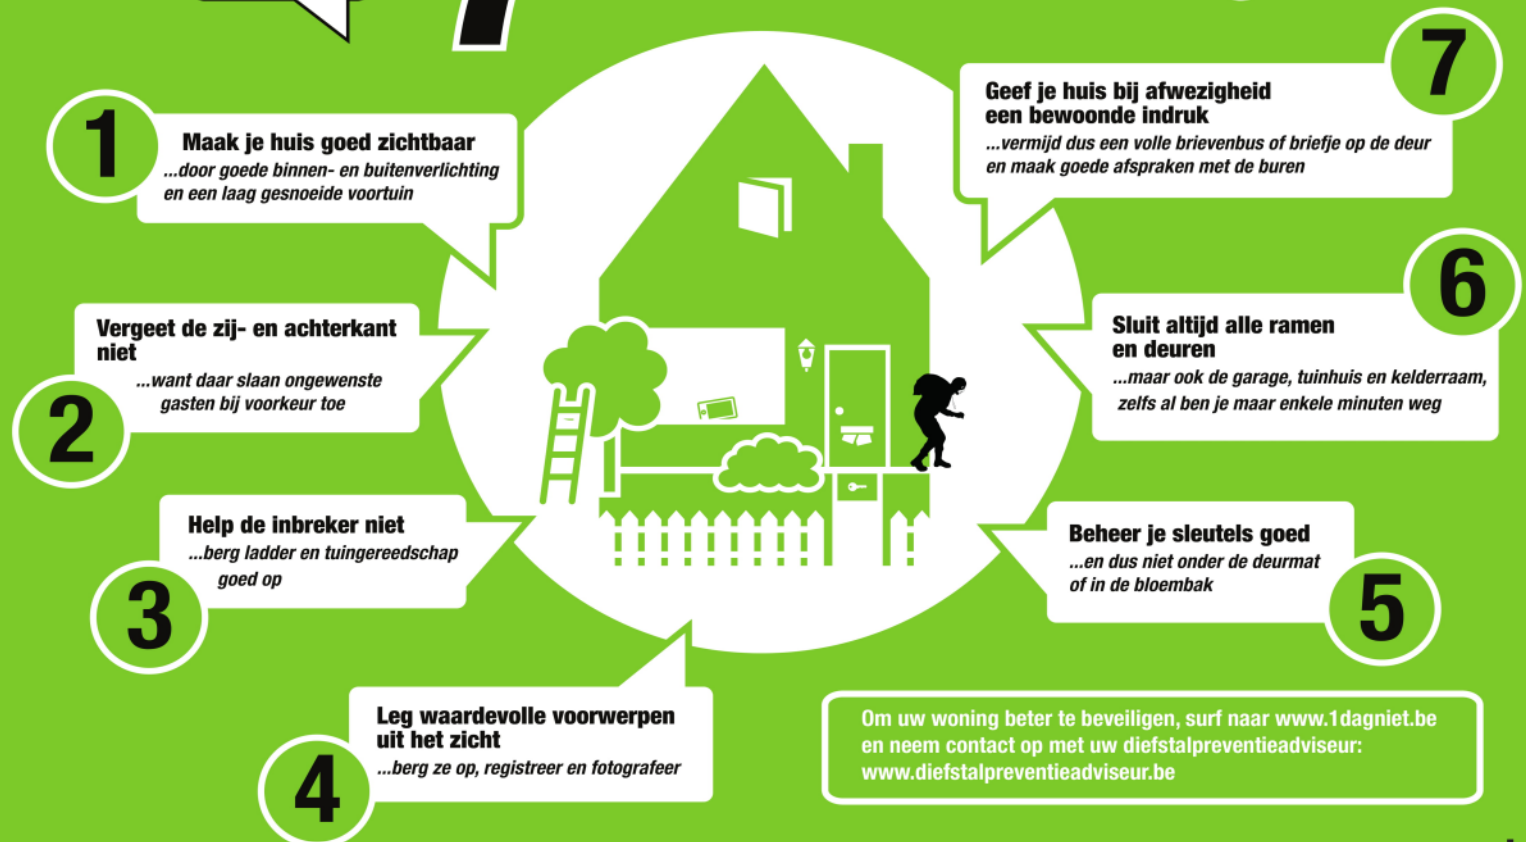 1
Maak je huis goed zichtbaar
...door goede binnen- en buitenverlichting
en een laag gesnoeide voortuin
2
Vergeet de zij- en achterkant
niet
...want daar slaan ongewenste
gasten bij voorkeur toe
3
Help de inbreker niet
...berg ladder en tuingereedschap
goed op
4
Leg waardevolle voorwerpen
uit het zicht
...berg ze op, registreer en fotografeer
5
Beheer je sleutels goed
...en dus niet onder de deurmat
of in de bloembak
6
Sluit altijd alle ramen
en deuren
...maar ook de garage, tuinhuis en kelderraam,
zelfs al ben je maar enkele minuten weg
7
Geef je huis bij afwezigheid
een bewoonde indruk
...vermijd dus een volle brievenbus of briefje op de deur
en maak goede afspraken met de buren
Om uw woning beter te beveiligen, surf naar www.1dagniet.be
en neem contact op met uw diefstalpreventieadviseur:
www.diefstalpreventieadviseur.be